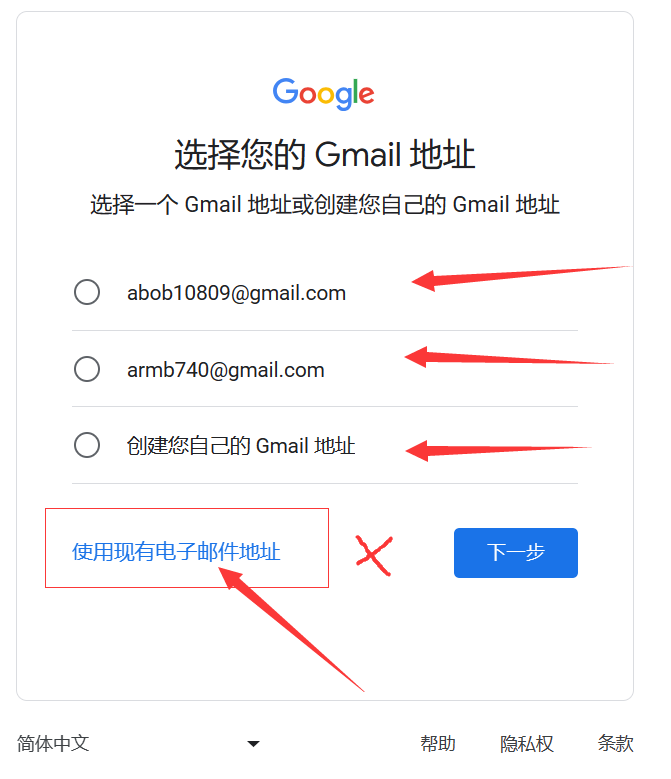 Google
选择您的 Gmail 地址
选择一个 Gmail 地址或创建您自己的 Gmail 地址
abob10809@gmail.com
armb740@gmail.com
创建您自己的 Gmail 地址
使用现有电子邮件地址
下一步
简体中文
帮助
隐私权
条款